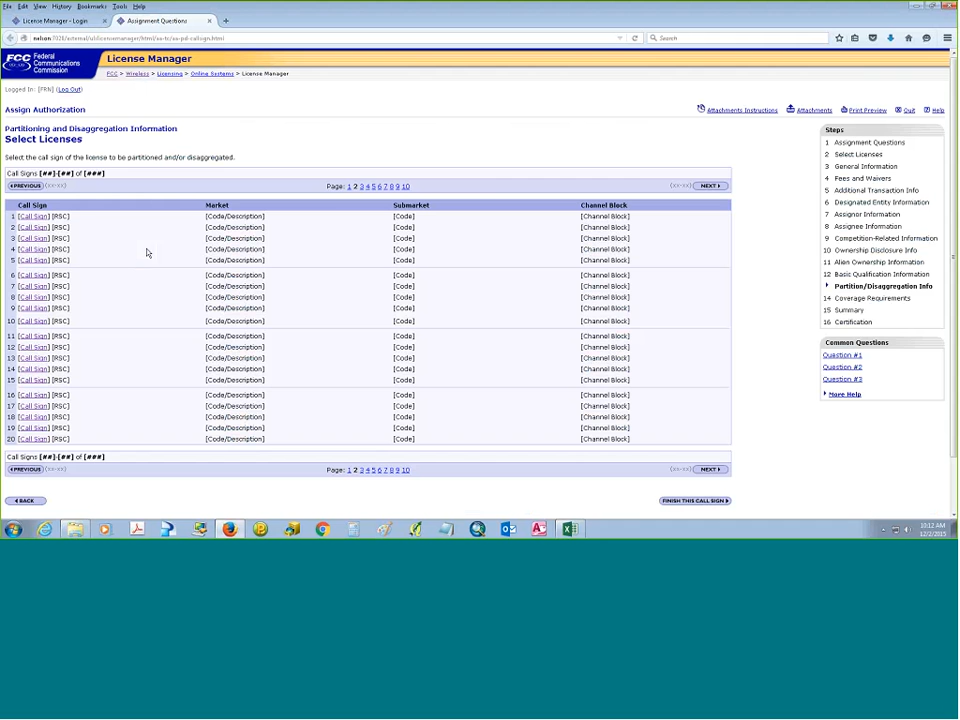 File Edit View History Bookmarks Tools Help
License Manager - Login × Assignment Questions × +
Search
FCC Federal Communications Commission
License Manager
FCC > Wireless > Licensing > Online Systems > License Manager
Logged In: [FRN] (Log Out)
Assign Authorization
Attachments Instructions Attachments Print Preview Quit Help
Partitioning and Disaggregation Information
Select Licenses
Select the call sign of the license to be partitioned and/or disaggregated.
Call Signs [##]-[##] of [###]
PREVIOUS (xx-xx) Page: 1 2 3 4 5 6 7 8 9 10 (xx-xx) NEXT
Call Sign Market Submarket Channel Block
1 [Call Sign] [RSC] [Code/Description] [Code] [Channel Block]
2 [Call Sign] [RSC] [Code/Description] [Code] [Channel Block]
3 [Call Sign] [RSC] [Code/Description] [Code] [Channel Block]
4 [Call Sign] [RSC] [Code/Description] [Code] [Channel Block]
5 [Call Sign] [RSC] [Code/Description] [Code] [Channel Block]
6 [Call Sign] [RSC] [Code/Description] [Code] [Channel Block]
7 [Call Sign] [RSC] [Code/Description] [Code] [Channel Block]
8 [Call Sign] [RSC] [Code/Description] [Code] [Channel Block]
9 [Call Sign] [RSC] [Code/Description] [Code] [Channel Block]
10 [Call Sign] [RSC] [Code/Description] [Code] [Channel Block]
11 [Call Sign] [RSC] [Code/Description] [Code] [Channel Block]
12 [Call Sign] [RSC] [Code/Description] [Code] [Channel Block]
13 [Call Sign] [RSC] [Code/Description] [Code] [Channel Block]
14 [Call Sign] [RSC] [Code/Description] [Code] [Channel Block]
15 [Call Sign] [RSC] [Code/Description] [Code] [Channel Block]
16 [Call Sign] [RSC] [Code/Description] [Code] [Channel Block]
17 [Call Sign] [RSC] [Code/Description] [Code] [Channel Block]
18 [Call Sign] [RSC] [Code/Description] [Code] [Channel Block]
19 [Call Sign] [RSC] [Code/Description] [Code] [Channel Block]
20 [Call Sign] [RSC] [Code/Description] [Code] [Channel Block]
Call Signs [##]-[##] of [###]
PREVIOUS (xx-xx) Page: 1 2 3 4 5 6 7 8 9 10 (xx-xx) NEXT
BACK FINISH THIS CALL SIGN
Steps
1 Assignment Questions
2 Select Licenses
3 General Information
4 Fees and Waivers
5 Additional Transaction Info
6 Designated Entity Information
7 Assignor Information
8 Assignee Information
9 Competition-Related Information
10 Ownership Disclosure Info
11 Alien Ownership Information
12 Basic Qualification Information
Partition/Disaggregation Info
14 Coverage Requirements
15 Summary
16 Certification
Common Questions
Question #1
Question #2
Question #3
More Help
10:12 AM
12/2/2015